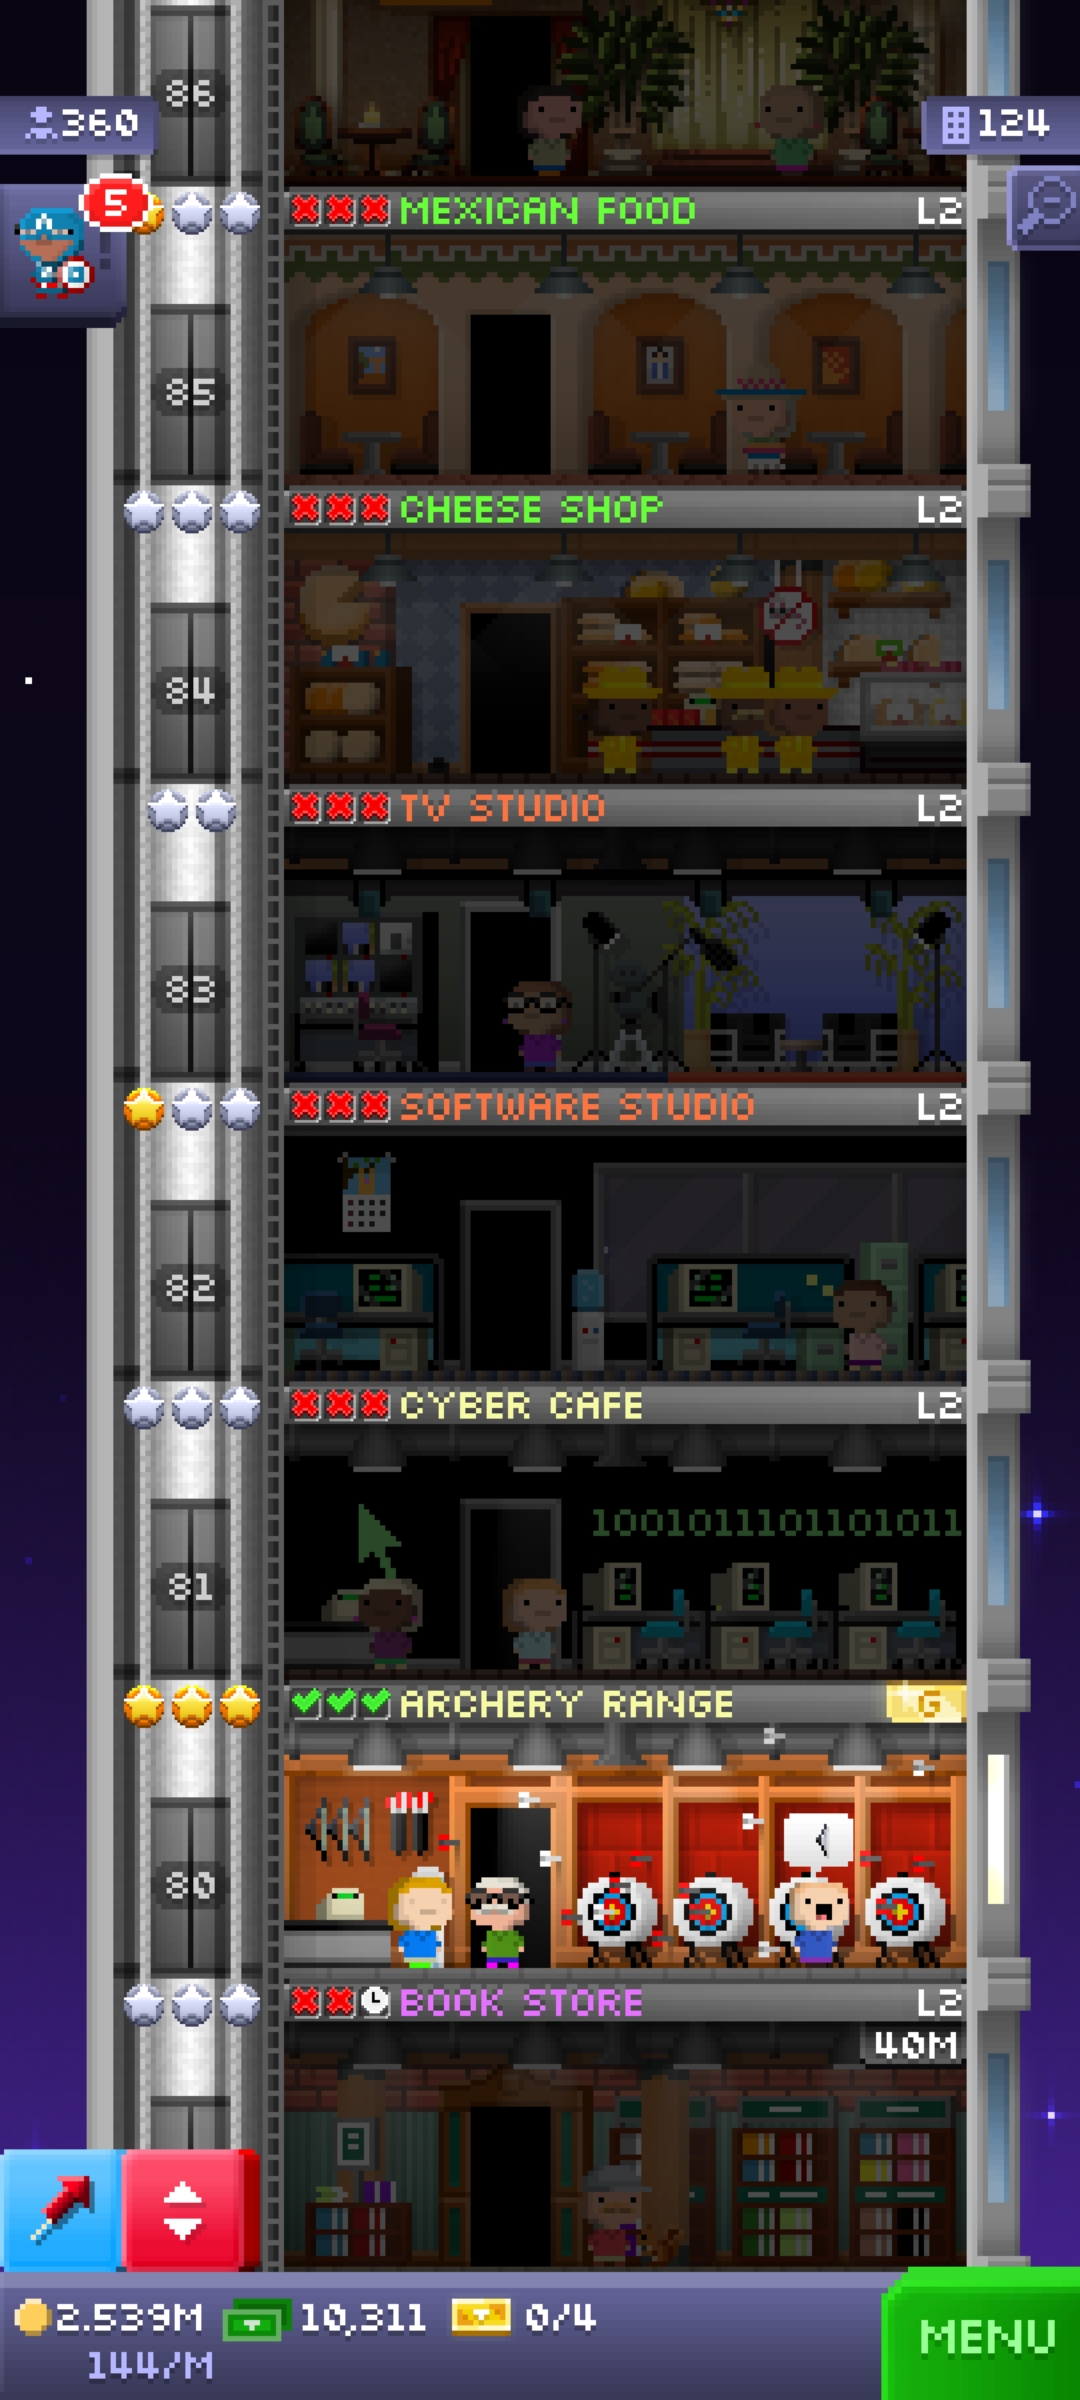 86
360
124
5
MEXICAN FOOD L2
85
CHEESE SHOP L2
84
TV STUDIO L2
83
SOFTWARE STUDIO L2
82
CYBER CAFE L2
10010111101101011
81
ARCHERY RANGE G
80
BOOK STORE L2
40M
2.539M 10,311 0/4
144/M
MENU